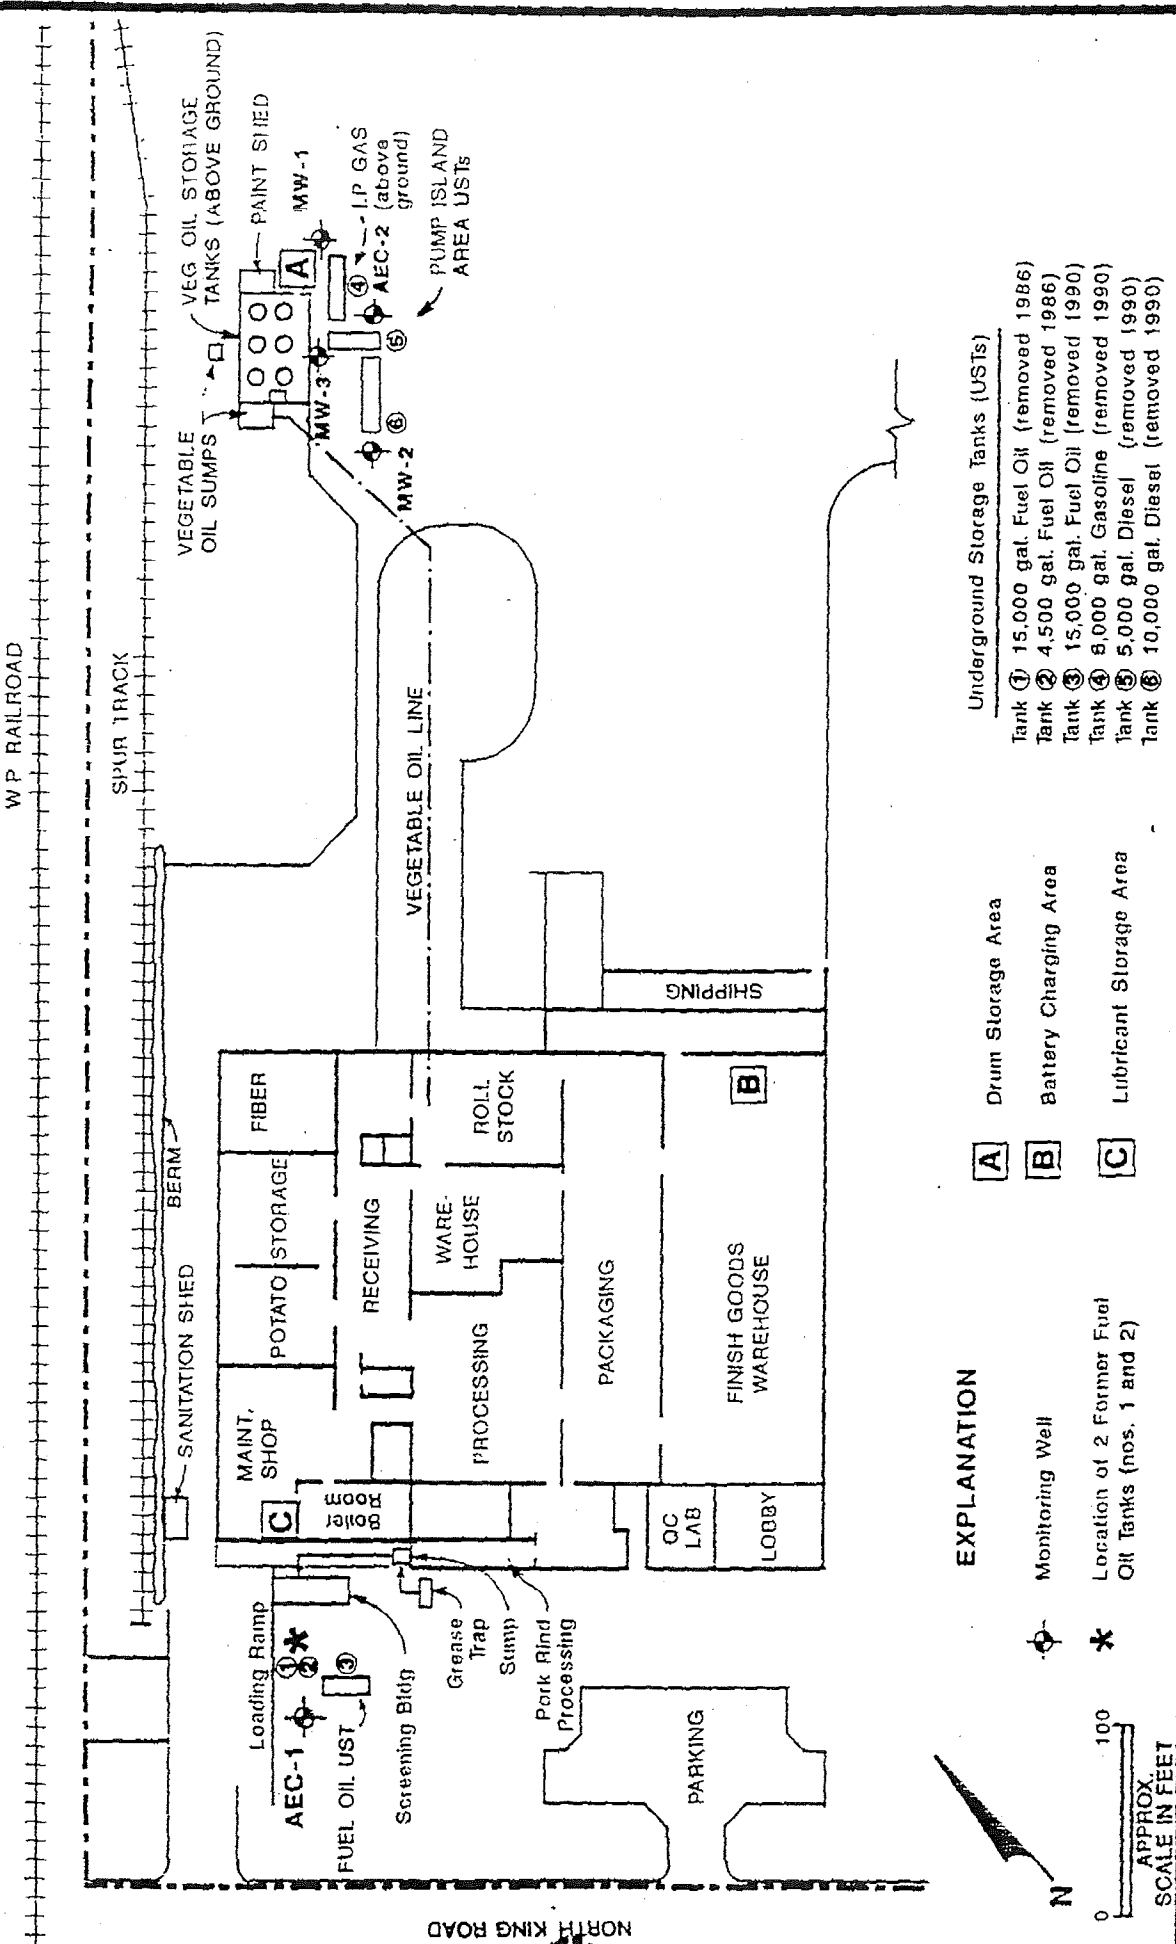 WP RAILROAD
SPUR TRACK
BERM
SANITATION SHED
VEG OIL STORAGE
TANKS (ABOVE GROUND)
PAINT SHED
MW-1
A
VEGETABLE
OIL SUMPS
MW-3
MW-2
④
⑤
⑥
L.P GAS
(above
ground)
AEC-2
PUMP ISLAND
AREA USTs
VEGETABLE OIL LINE
SHIPPING
FIBER
POTATO STORAGE
MAINT.
SHOP
C
Boiler
Room
RECEIVING
ROLL
STOCK
WARE-
HOUSE
PROCESSING
PACKAGING
FINISH GOODS
WAREHOUSE
B
QC
LAB
LOBBY
Loading Ramp
① *
②
③
AEC-1
FUEL OIL UST
Screening Bldg
Grease
Trap
Sump
Pork Rind
Processing
PARKING
NORTH KING ROAD
Underground Storage Tanks (USTs)
Tank ① 15,000 gal. Fuel Oil (removed 1986)
Tank ② 4,500 gal. Fuel Oil (removed 1986)
Tank ③ 15,000 gal. Fuel Oil (removed 1990)
Tank ④ 8,000 gal. Gasoline (removed 1990)
Tank ⑤ 5,000 gal. Diesel (removed 1990)
Tank ⑥ 10,000 gal. Diesel (removed 1990)
EXPLANATION
Monitoring Well
* Location of 2 Former Fuel
Oil Tanks (nos. 1 and 2)
A Drum Storage Area
B Battery Charging Area
C Lubricant Storage Area
N
0 100
APPROX.
SCALE IN FEET